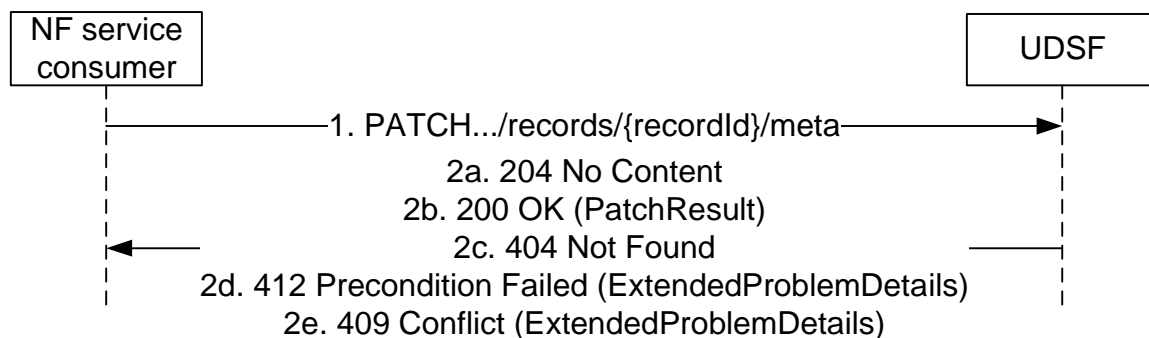 NF service
consumer
UDSF
1. PATCH.../records/{recordId}/meta
2a. 204 No Content
2b. 200 OK (PatchResult)
2c. 404 Not Found
2d. 412 Precondition Failed (ExtendedProblemDetails)
2e. 409 Conflict (ExtendedProblemDetails)